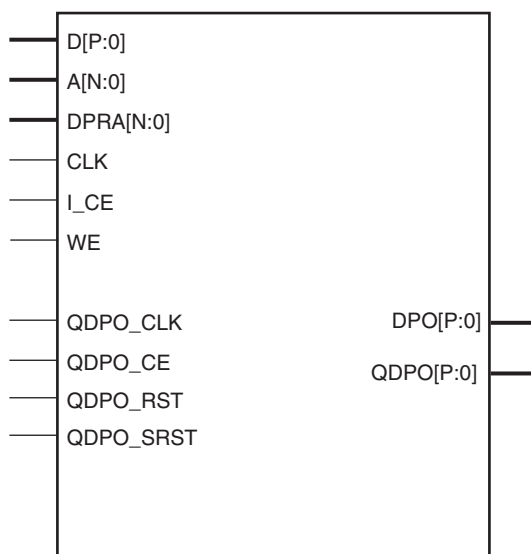 D[P:0]
A[N:0]
DPRA[N:0]
CLK
I_CE
WE
QDPO_CLK
QDPO_CE
QDPO_RST
QDPO_SRST
DPO[P:0]
QDPO[P:0]